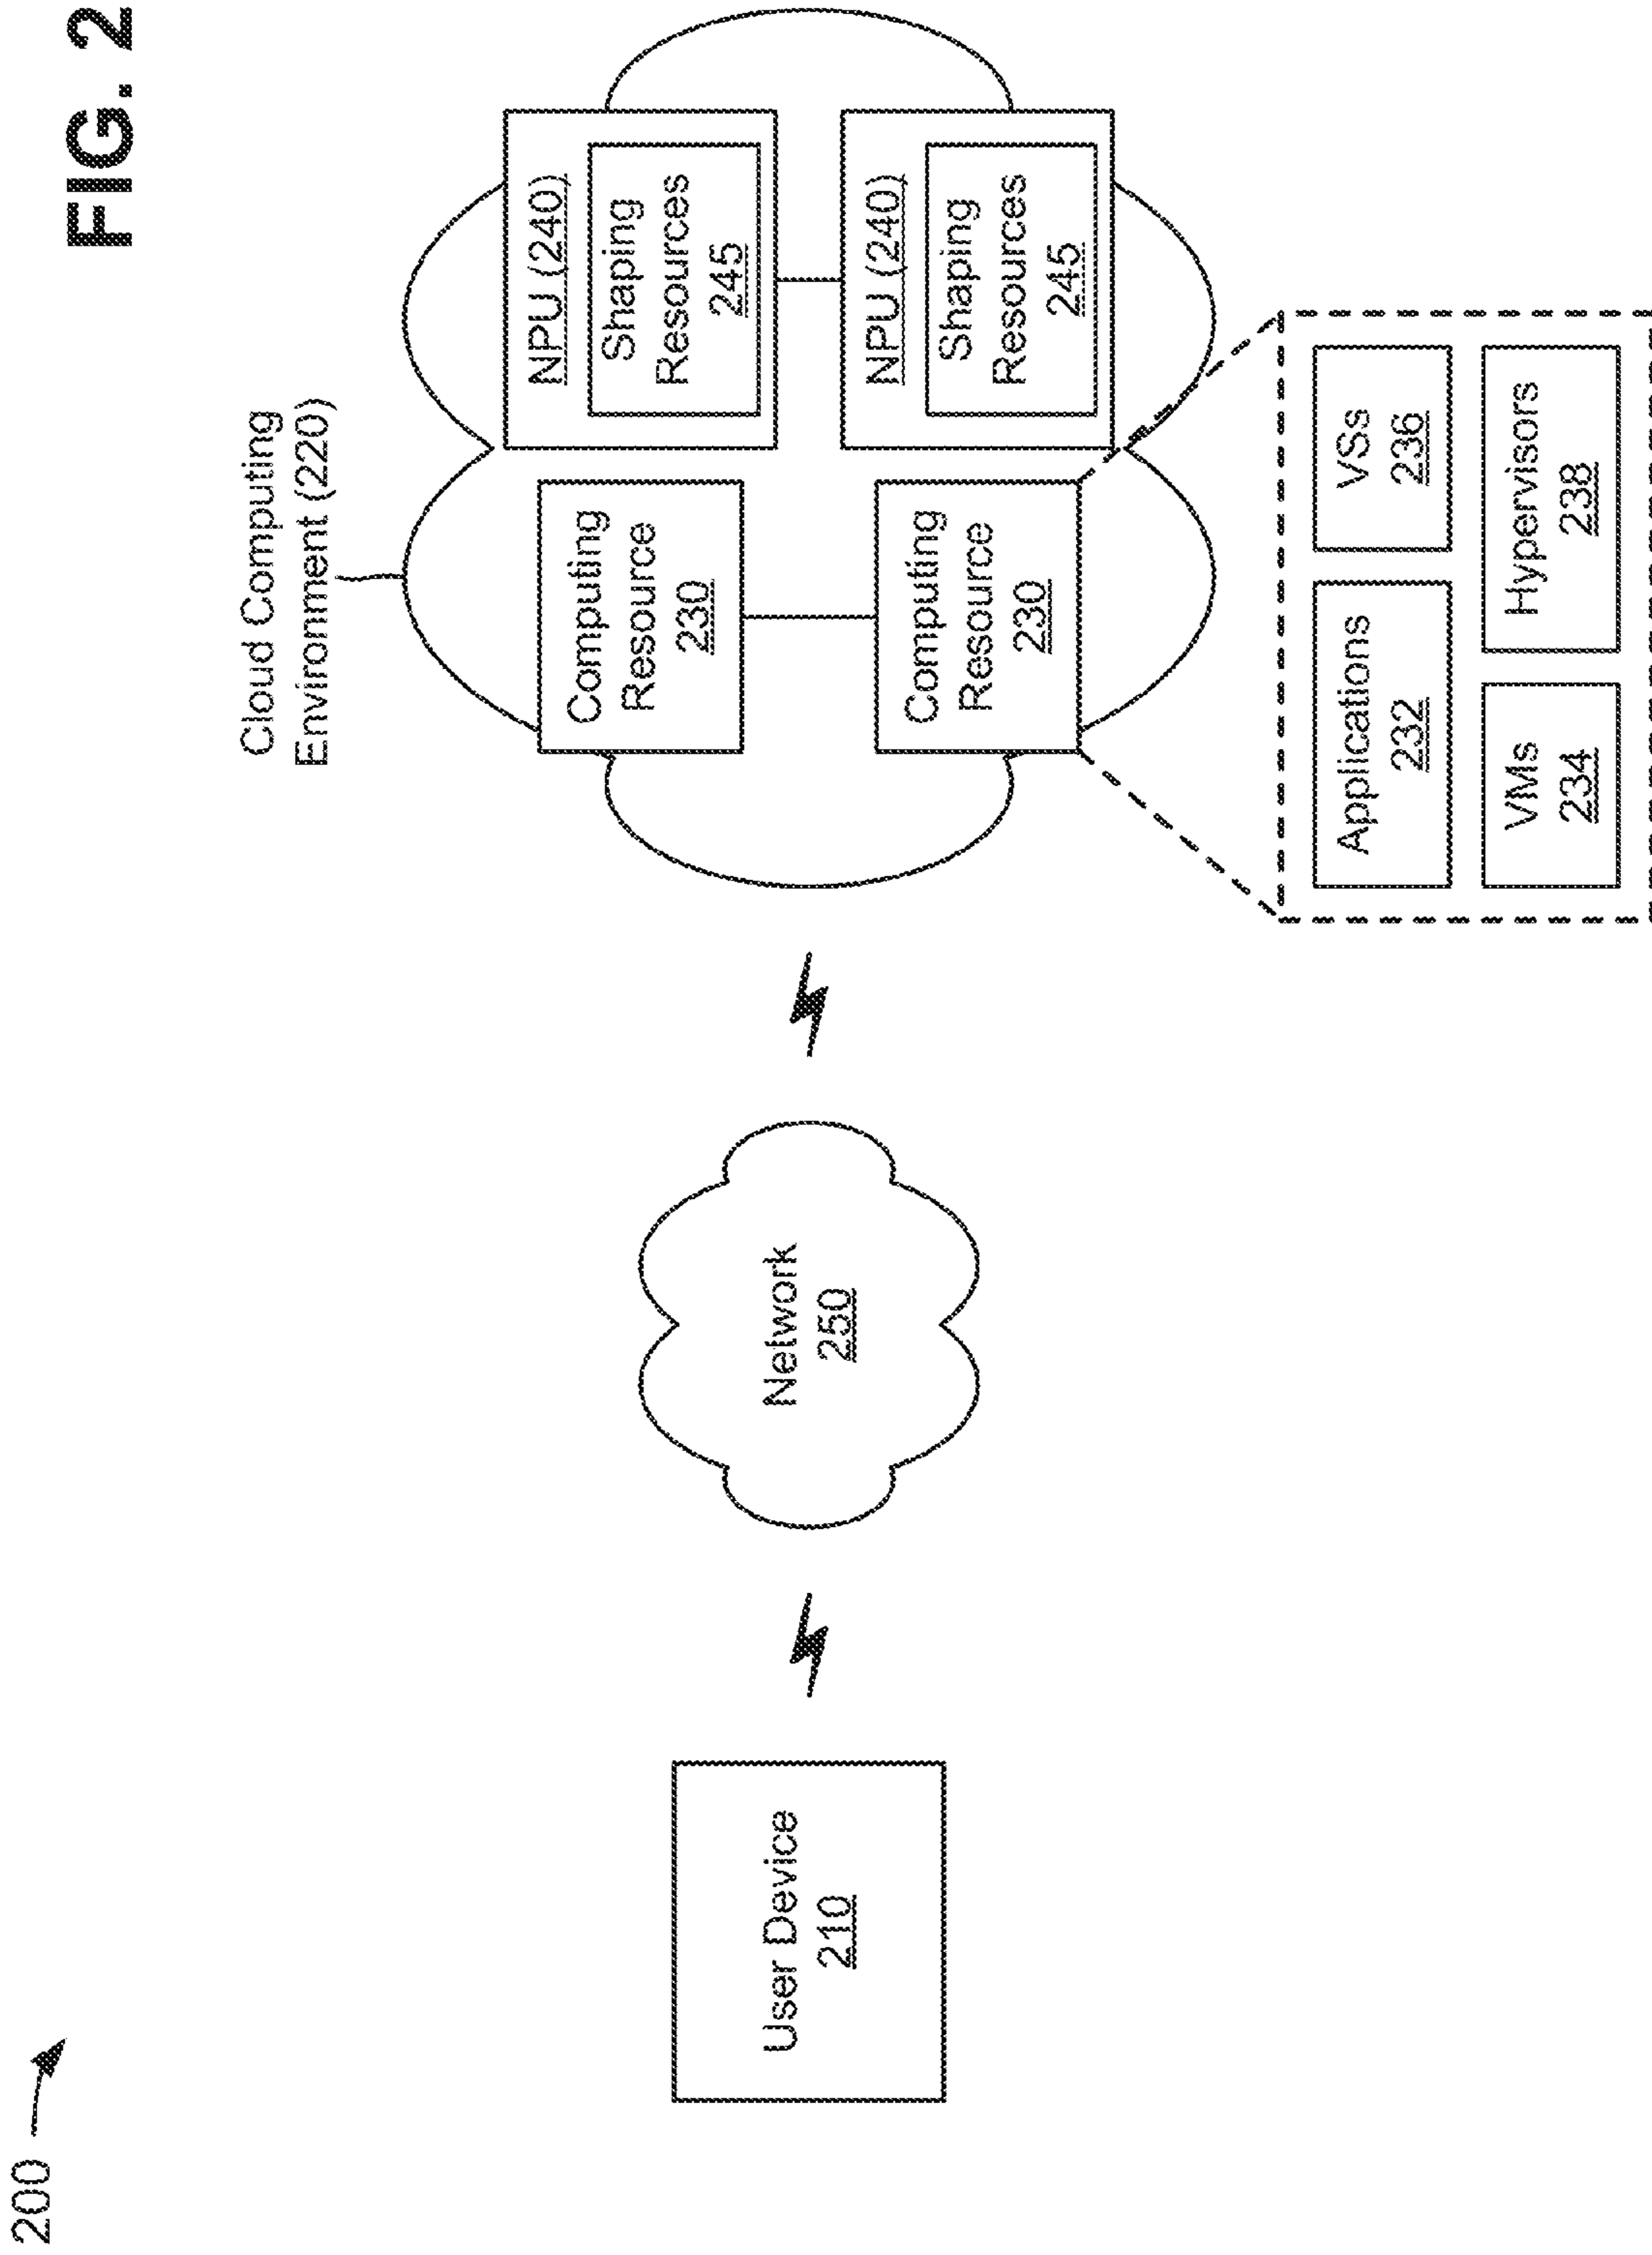 200
FIG. 2
Cloud Computing
Environment (220)
User Device
210
Network
250
Computing
Resource
230
NPU (240)
Shaping
Resources
245
Computing
Resource
230
NPU (240)
Shaping
Resources
245
Applications
232
VSs
236
VMs
234
Hypervisors
238